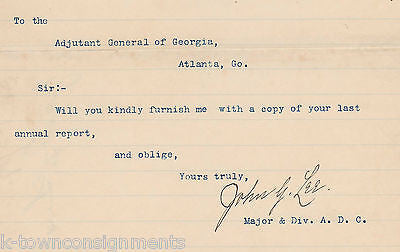 To the
Adjutant General of Georgia,
Atlanta, Go.
Sir:-
Will you kindly furnish me with a copy of your last
annual report,
and oblige,
Yours truly,
John G. Lee.
Major & Div. A. D. C.
k-townconsignments